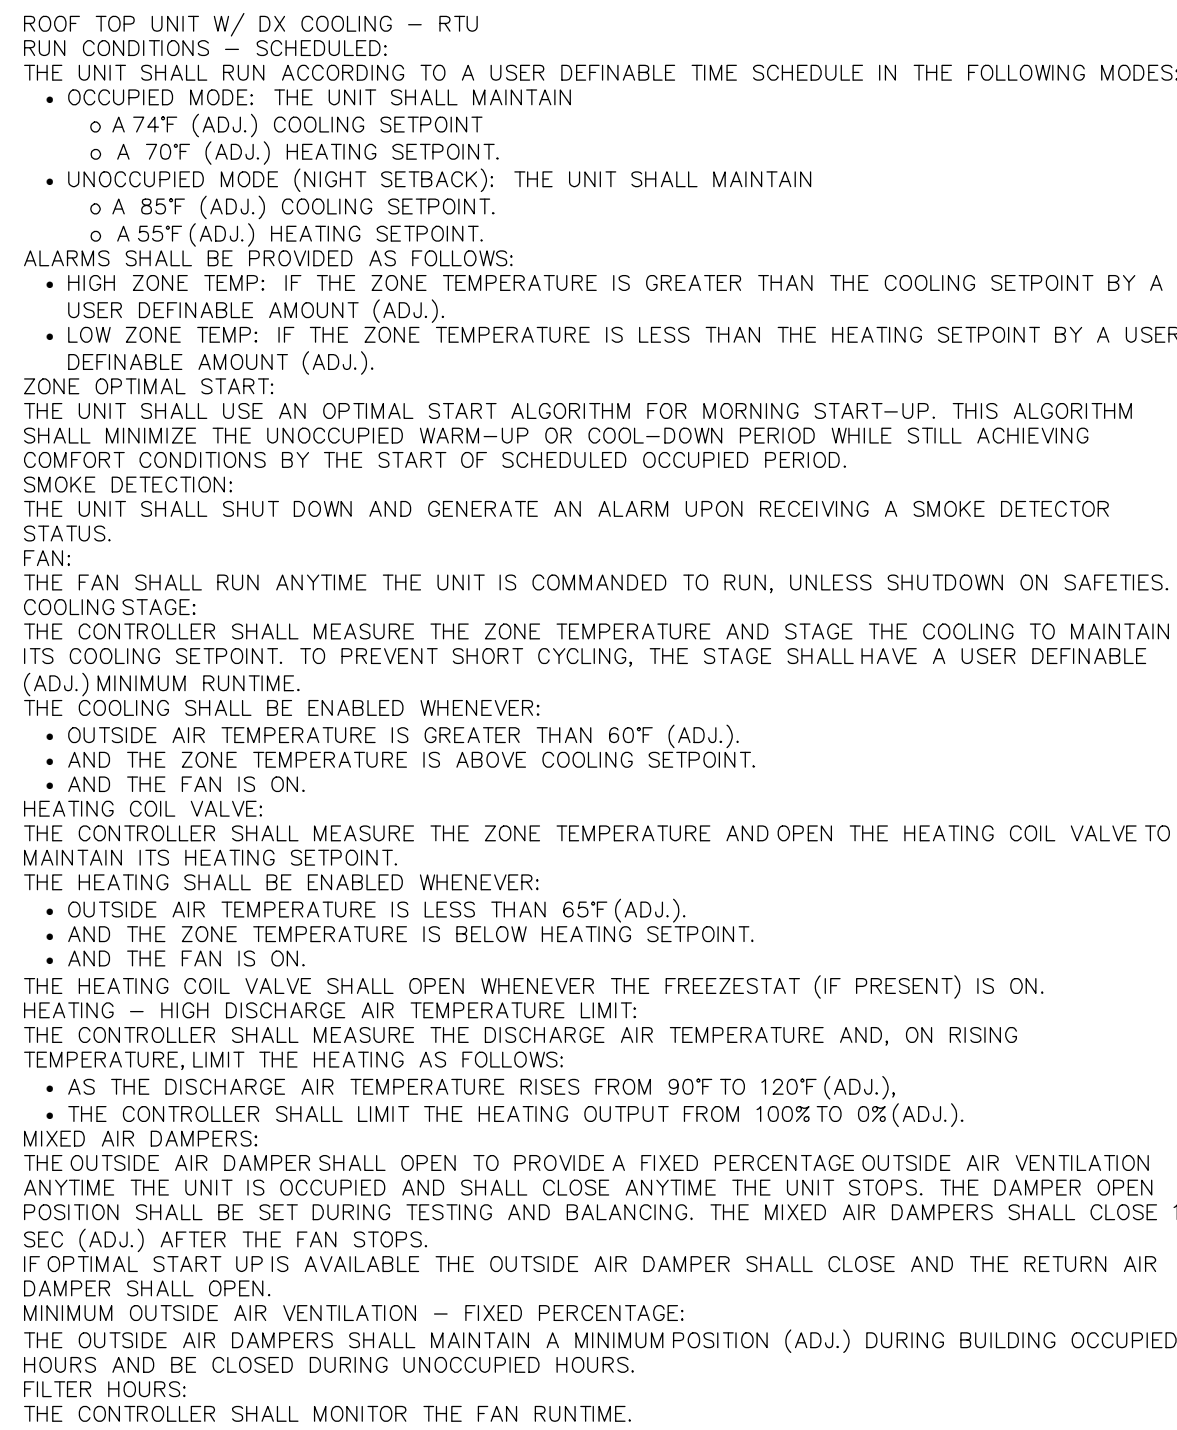 ROOF TOP UNIT W/ DX COOLING – RTU
RUN CONDITIONS – SCHEDULED:
THE UNIT SHALL RUN ACCORDING TO A USER DEFINABLE TIME SCHEDULE IN THE FOLLOWING MODES:
• OCCUPIED MODE: THE UNIT SHALL MAINTAIN
o A 74°F (ADJ.) COOLING SETPOINT
o A 70°F (ADJ.) HEATING SETPOINT.
• UNOCCUPIED MODE (NIGHT SETBACK): THE UNIT SHALL MAINTAIN
o A 85°F (ADJ.) COOLING SETPOINT.
o A 55°F (ADJ.) HEATING SETPOINT.
ALARMS SHALL BE PROVIDED AS FOLLOWS:
• HIGH ZONE TEMP: IF THE ZONE TEMPERATURE IS GREATER THAN THE COOLING SETPOINT BY A
USER DEFINABLE AMOUNT (ADJ.).
• LOW ZONE TEMP: IF THE ZONE TEMPERATURE IS LESS THAN THE HEATING SETPOINT BY A USER
DEFINABLE AMOUNT (ADJ.).
ZONE OPTIMAL START:
THE UNIT SHALL USE AN OPTIMAL START ALGORITHM FOR MORNING START–UP. THIS ALGORITHM
SHALL MINIMIZE THE UNOCCUPIED WARM–UP OR COOL–DOWN PERIOD WHILE STILL ACHIEVING
COMFORT CONDITIONS BY THE START OF SCHEDULED OCCUPIED PERIOD.
SMOKE DETECTION:
THE UNIT SHALL SHUT DOWN AND GENERATE AN ALARM UPON RECEIVING A SMOKE DETECTOR
STATUS.
FAN:
THE FAN SHALL RUN ANYTIME THE UNIT IS COMMANDED TO RUN, UNLESS SHUTDOWN ON SAFETIES.
COOLING STAGE:
THE CONTROLLER SHALL MEASURE THE ZONE TEMPERATURE AND STAGE THE COOLING TO MAINTAIN
ITS COOLING SETPOINT. TO PREVENT SHORT CYCLING, THE STAGE SHALL HAVE A USER DEFINABLE
(ADJ.) MINIMUM RUNTIME.
THE COOLING SHALL BE ENABLED WHENEVER:
• OUTSIDE AIR TEMPERATURE IS GREATER THAN 60°F (ADJ.).
• AND THE ZONE TEMPERATURE IS ABOVE COOLING SETPOINT.
• AND THE FAN IS ON.
HEATING COIL VALVE:
THE CONTROLLER SHALL MEASURE THE ZONE TEMPERATURE AND OPEN THE HEATING COIL VALVE TO
MAINTAIN ITS HEATING SETPOINT.
THE HEATING SHALL BE ENABLED WHENEVER:
• OUTSIDE AIR TEMPERATURE IS LESS THAN 65°F (ADJ.).
• AND THE ZONE TEMPERATURE IS BELOW HEATING SETPOINT.
• AND THE FAN IS ON.
THE HEATING COIL VALVE SHALL OPEN WHENEVER THE FREEZESTAT (IF PRESENT) IS ON.
HEATING – HIGH DISCHARGE AIR TEMPERATURE LIMIT:
THE CONTROLLER SHALL MEASURE THE DISCHARGE AIR TEMPERATURE AND, ON RISING
TEMPERATURE, LIMIT THE HEATING AS FOLLOWS:
• AS THE DISCHARGE AIR TEMPERATURE RISES FROM 90°F TO 120°F (ADJ.),
• THE CONTROLLER SHALL LIMIT THE HEATING OUTPUT FROM 100% TO 0% (ADJ.).
MIXED AIR DAMPERS:
THE OUTSIDE AIR DAMPER SHALL OPEN TO PROVIDE A FIXED PERCENTAGE OUTSIDE AIR VENTILATION
ANYTIME THE UNIT IS OCCUPIED AND SHALL CLOSE ANYTIME THE UNIT STOPS. THE DAMPER OPEN
POSITION SHALL BE SET DURING TESTING AND BALANCING. THE MIXED AIR DAMPERS SHALL CLOSE
SEC (ADJ.) AFTER THE FAN STOPS.
IF OPTIMAL START UP IS AVAILABLE THE OUTSIDE AIR DAMPER SHALL CLOSE AND THE RETURN AIR
DAMPER SHALL OPEN.
MINIMUM OUTSIDE AIR VENTILATION – FIXED PERCENTAGE:
THE OUTSIDE AIR DAMPERS SHALL MAINTAIN A MINIMUM POSITION (ADJ.) DURING BUILDING OCCUPIED
HOURS AND BE CLOSED DURING UNOCCUPIED HOURS.
FILTER HOURS:
THE CONTROLLER SHALL MONITOR THE FAN RUNTIME.